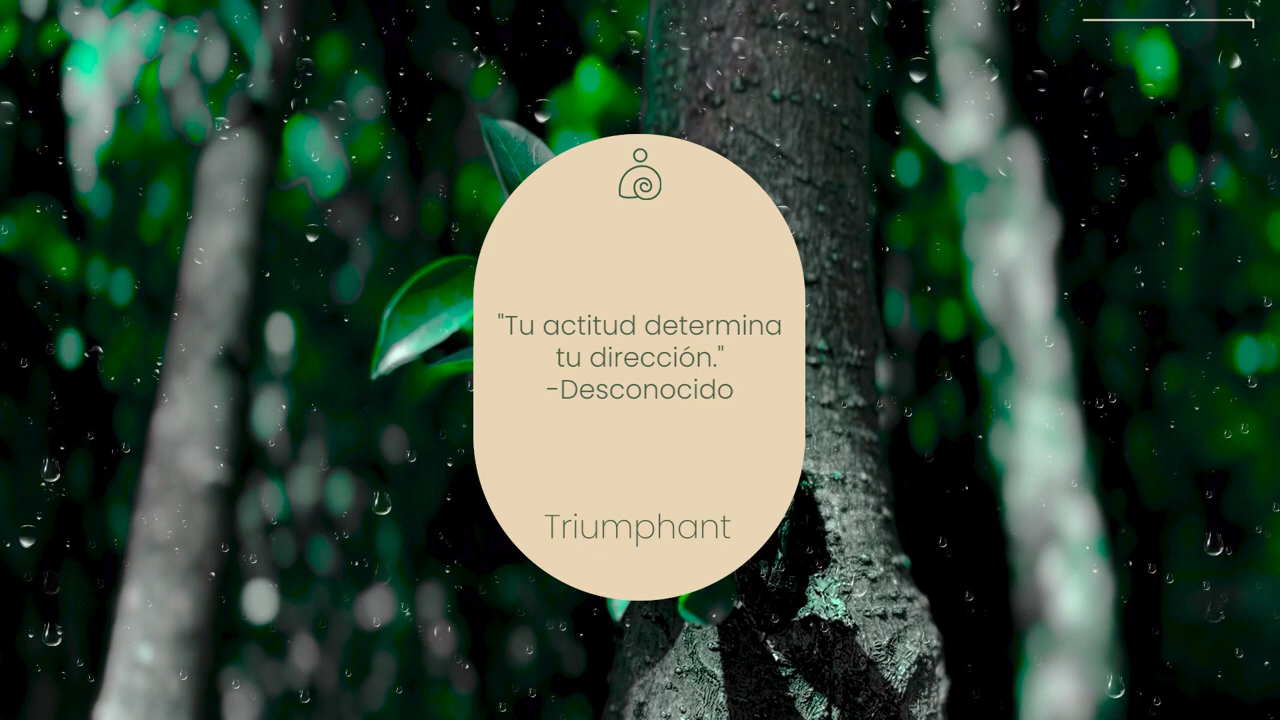 "Tu actitud determina
tu dirección."
-Desconocido
Triumphant